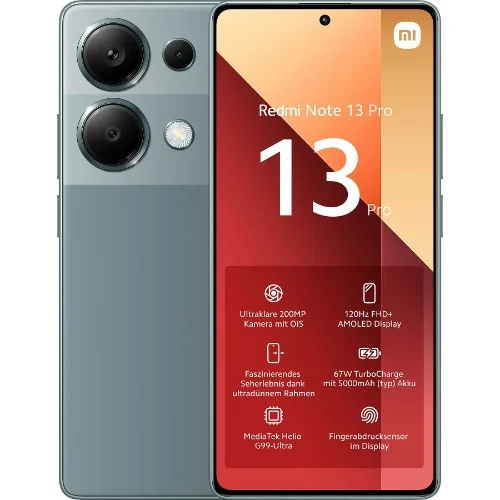 mi
Redmi Note 13 Pro
13
Pro
Ultraklare 200MP
Kamera mit OIS
120Hz FHD+
AMOLED Display
Faszinierendes
Seherlebnis dank
ultradünnem Rahmen
67W TurboCharge
mit 5000mAh (typ) Akku
MediaTek Helio
G99-Ultra
Fingerabdrucksensor
im Display